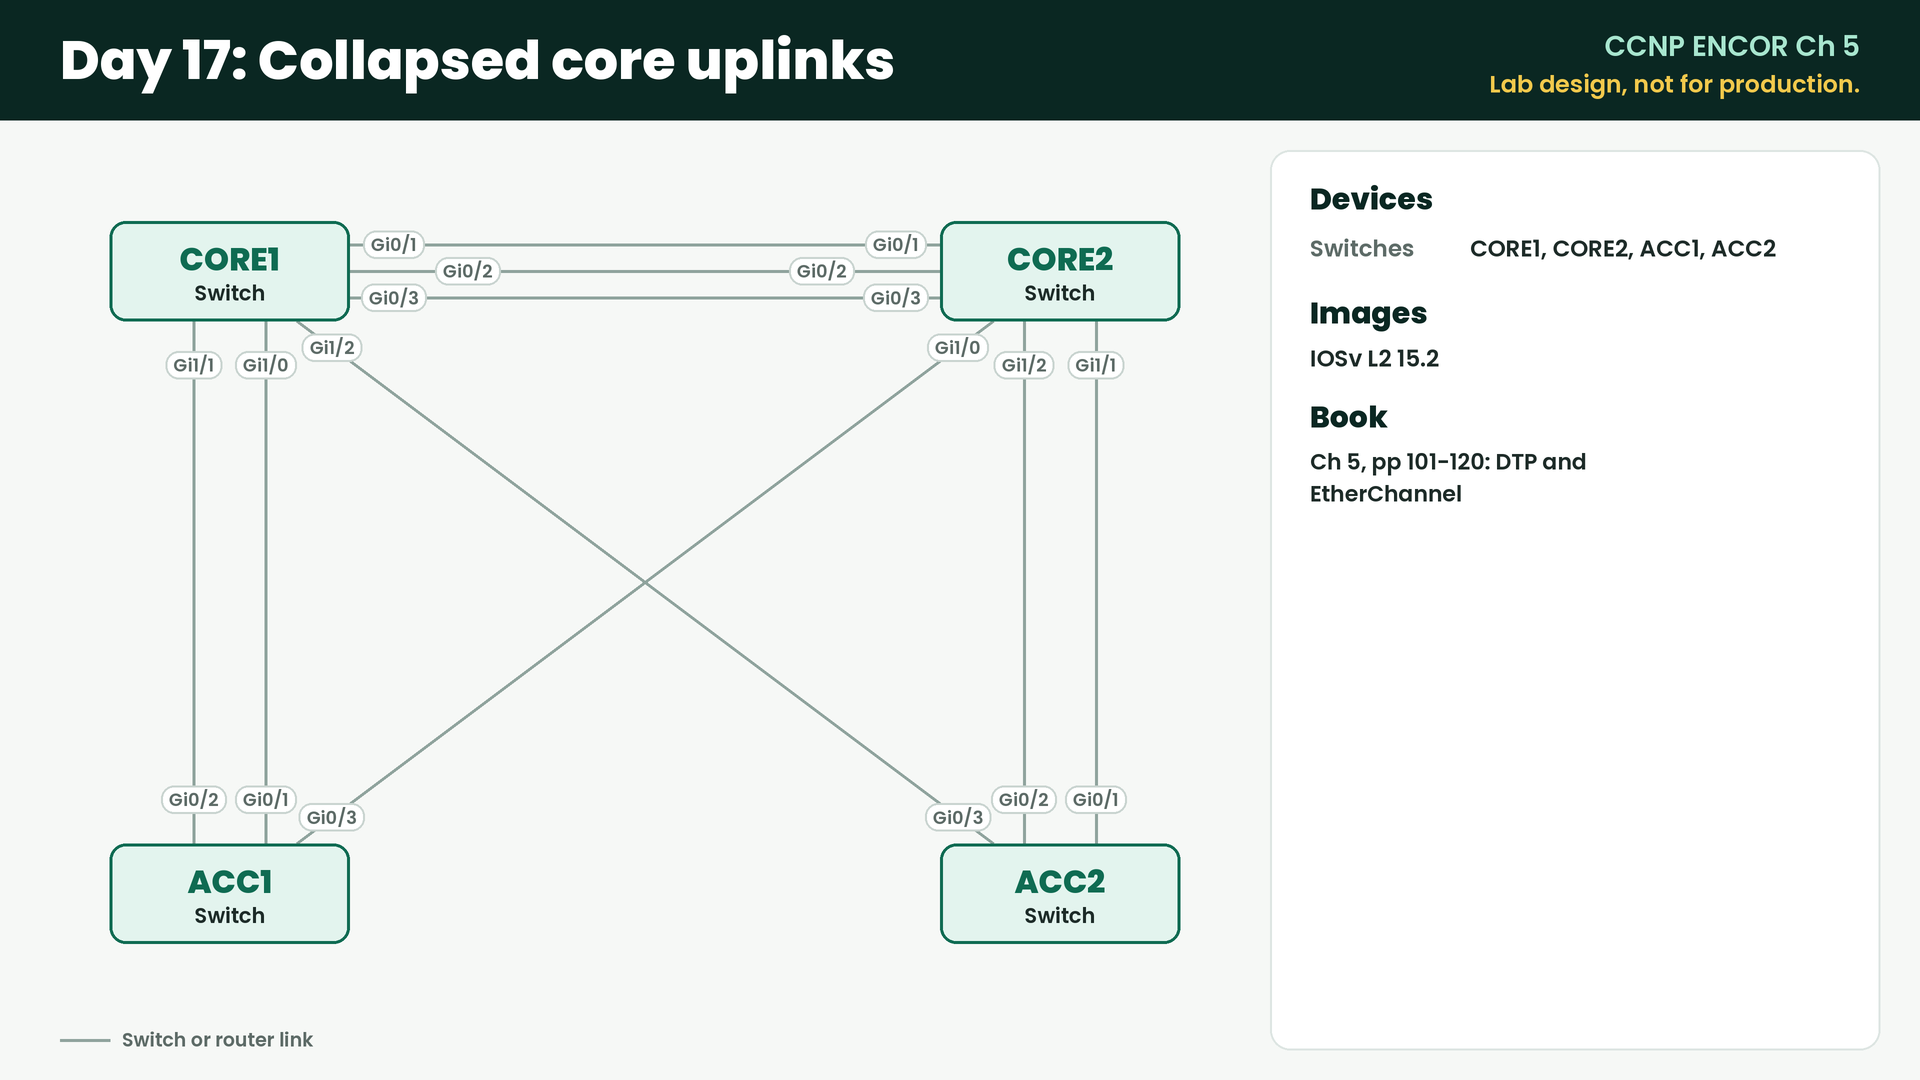 Day 17: Collapsed core uplinks
CCNP ENCOR Ch 5
Lab design, not for production.
CORE1
Switch
Gi0/1
Gi0/1
Gi0/2
Gi0/2
Gi0/3
Gi0/3
CORE2
Switch
Gi1/1
Gi1/0
Gi1/2
Gi1/0
Gi1/2
Gi1/1
Gi0/2
Gi0/1
Gi0/3
Gi0/3
Gi0/2
Gi0/1
ACC1
Switch
ACC2
Switch
Switch or router link
Devices
Switches CORE1, CORE2, ACC1, ACC2
Images
IOSv L2 15.2
Book
Ch 5, pp 101-120: DTP and
EtherChannel